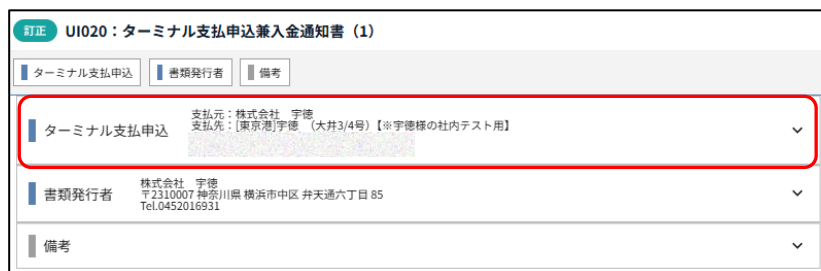 訂正 UI020：ターミナル支払申込兼入金通知書（1）
ターミナル支払申込 書類発行者 備考
ターミナル支払申込
支払元：株式会社　宇徳
支払先：[東京港]宇徳　（大井3/4号）【※宇徳様の社内テスト用】
書類発行者
株式会社　宇徳
〒2310007 神奈川県 横浜市中区 弁天通六丁目 85
Tel.0452016931
備考